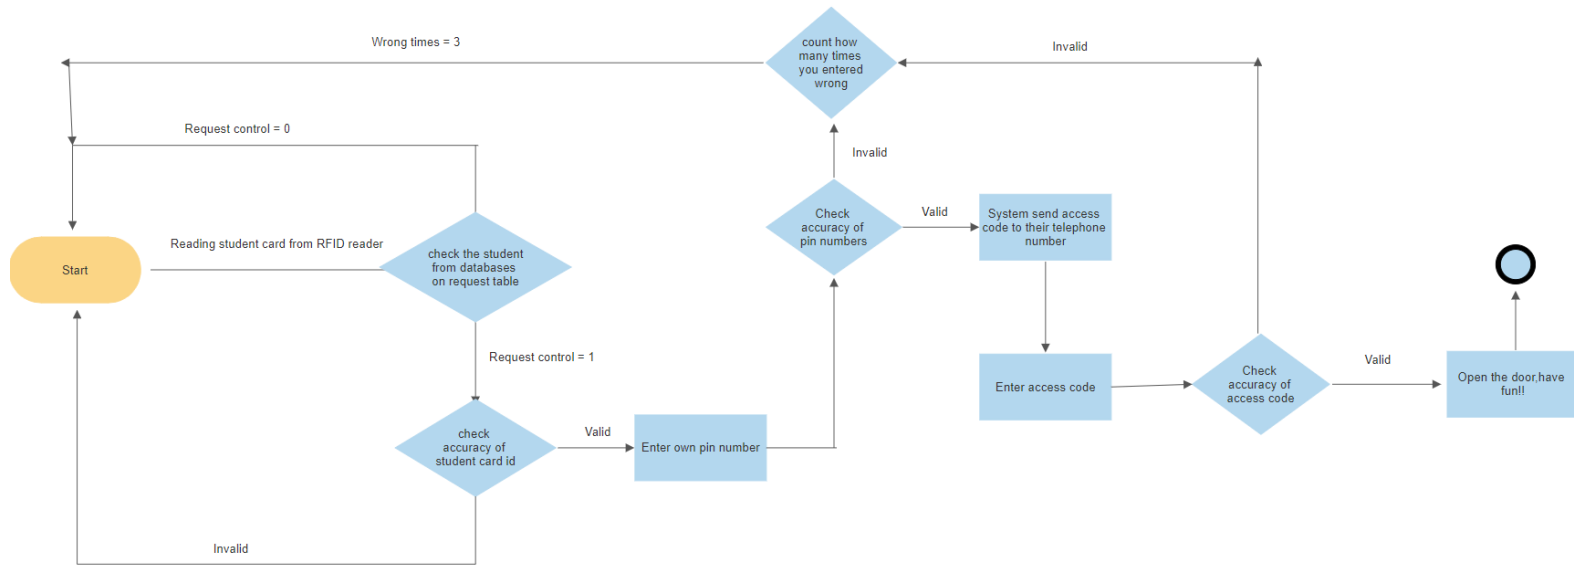 Wrong times = 3
count how
many times
you entered
wrong
Invalid
Request control = 0
Invalid
Reading student card from RFID reader
Start
check the student
from databases
on request table
Check
accuracy of
pin numbers
Valid
System send access
code to their telephone
number
Request control = 1
Enter access code
Check
accuracy of
access code
Valid
Open the door,have
fun!!
check
accuracy of
student card id
Valid
Enter own pin number
Invalid